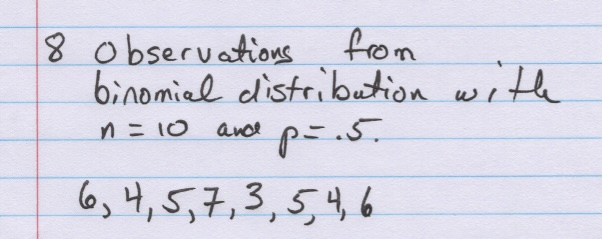 8 Observations from
binomial distribution with
n = 10 and p = .5.
6, 4, 5, 7, 3, 5, 4, 6